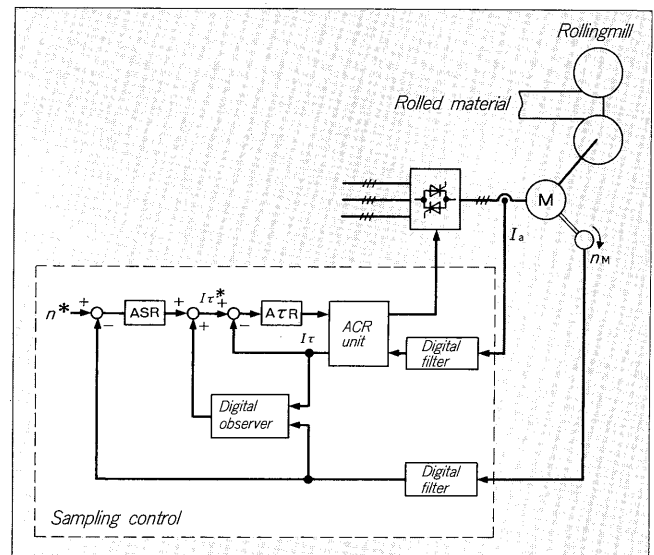 Rollingmill
Rolled material
M
Ia
nM
n*
+
−
ASR
+
+
Iτ*
+
−
AτR
ACR
unit
Iτ
Digital
filter
Digital
observer
Digital
filter
Sampling control